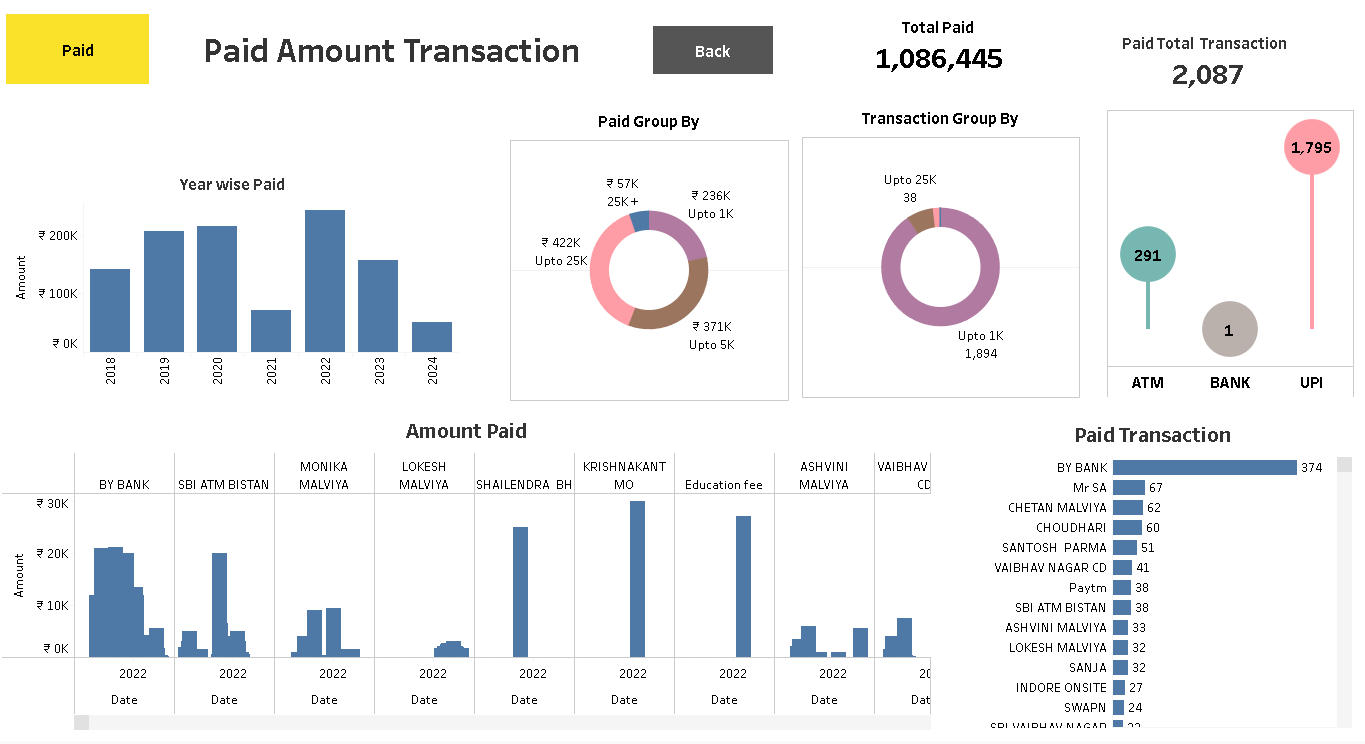 Paid
Paid Amount Transaction
Back
Total Paid
1,086,445
Paid Total Transaction
2,087
Year wise Paid
Amount
₹ 200K
₹ 100K
₹ 0K
2018
2019
2020
2021
2022
2023
2024
Paid Group By
₹ 57K
25K+
₹ 236K
Upto 1K
₹ 422K
Upto 25K
₹ 371K
Upto 5K
Transaction Group By
Upto 25K
38
Upto 1K
1,894
1,795
291
1
ATM
BANK
UPI
Amount Paid
BY BANK
SBI ATM BISTAN
MONIKA
MALVIYA
LOKESH
MALVIYA
SHAILENDRA BH
KRISHNAKANT
MO
Education fee
ASHVINI
MALVIYA
VAIBHAV
CD
Amount
₹ 30K
₹ 20K
₹ 10K
₹ 0K
2022 2022 2022 2022 2022 2022 2022 2022 20
Date Date Date Date Date Date Date Date Dat
Paid Transaction
BY BANK 374
Mr SA 67
CHETAN MALVIYA 62
CHOUDHARI 60
SANTOSH PARMA 51
VAIBHAV NAGAR CD 41
Paytm 38
SBI ATM BISTAN 38
ASHVINI MALVIYA 33
LOKESH MALVIYA 32
SANJA 32
INDORE ONSITE 27
SWAPN 24